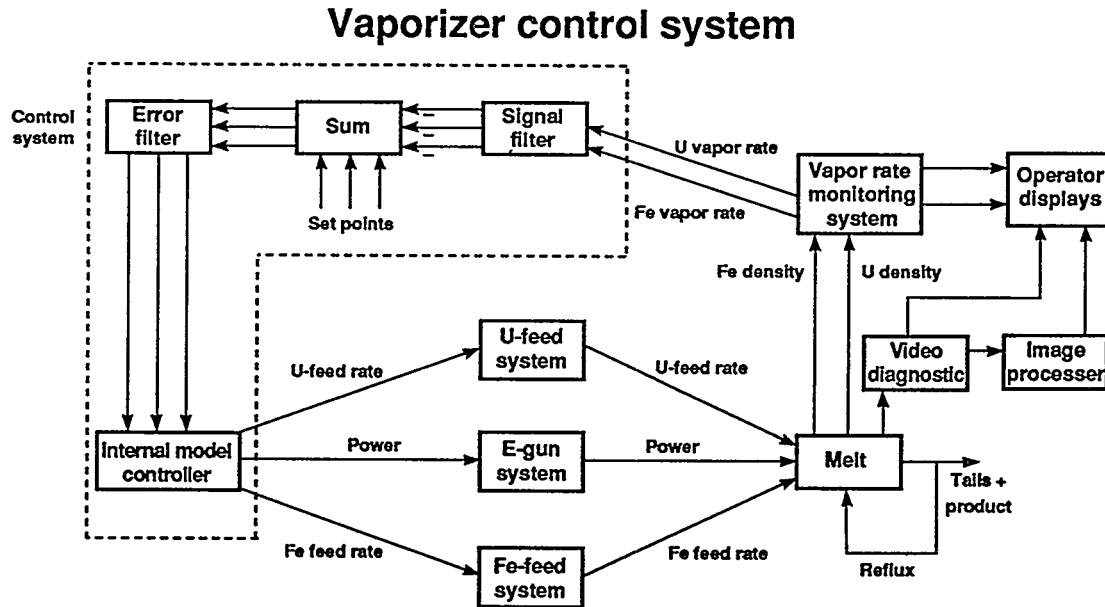 Vaporizer control system
Control
system
Error
filter
Sum
Signal
filter
Set points
U vapor rate
Fe vapor rate
Vapor rate
monitoring
system
Operator
displays
Fe density
U density
U-feed
system
Video
diagnostic
Image
processer
U-feed rate
U-feed rate
Internal model
controller
Power
E-gun
system
Power
Melt
Tails +
product
Fe feed rate
Fe-feed
system
Fe feed rate
Reflux